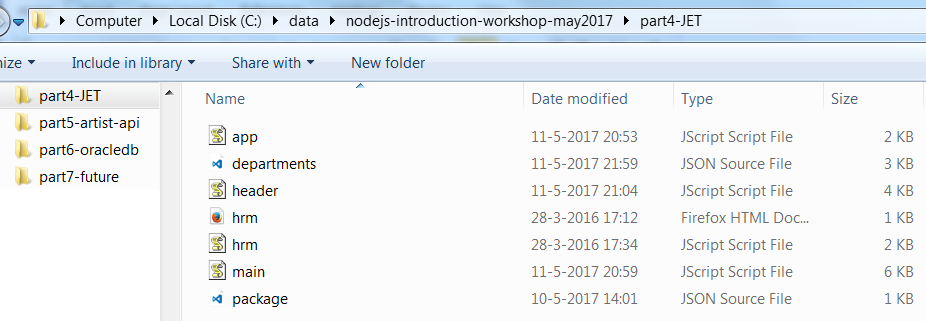 Computer Local Disk (C:) data nodejs-introduction-workshop-may2017 part4-JET
nize Include in library Share with New folder
part4-JET
part5-artist-api
part6-oracledb
part7-future
Name Date modified Type Size
app 11-5-2017 20:53 JScript Script File 2 KB
departments 11-5-2017 21:59 JSON Source File 3 KB
header 11-5-2017 21:04 JScript Script File 4 KB
hrm 28-3-2016 17:12 Firefox HTML Doc... 1 KB
hrm 28-3-2016 17:34 JScript Script File 2 KB
main 11-5-2017 20:59 JScript Script File 6 KB
package 10-5-2017 14:01 JSON Source File 1 KB